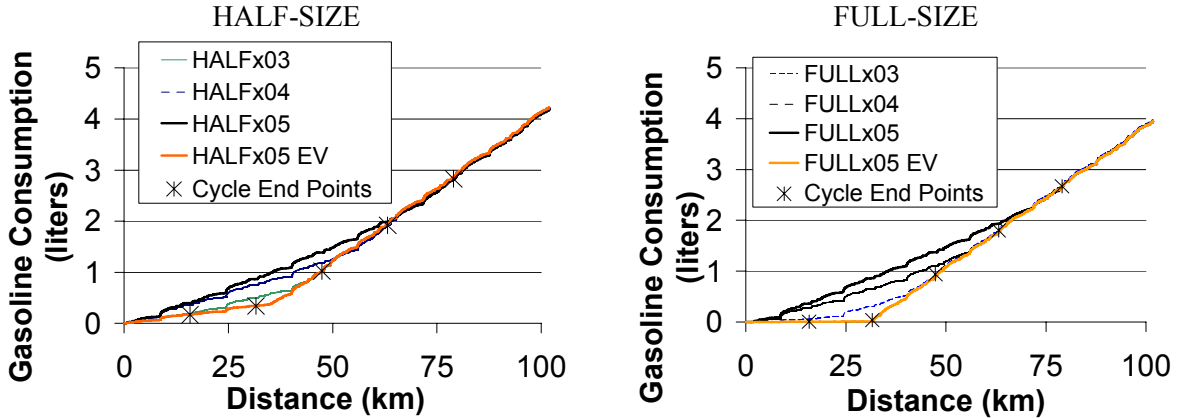 HALF-SIZE
Gasoline Consumption
(liters)
5
4
3
2
1
0
HALFx03
HALFx04
HALFx05
HALFx05 EV
Cycle End Points
0 25 50 75 100
Distance (km)
FULL-SIZE
Gasoline Consumption
(liters)
5
4
3
2
1
0
FULLx03
FULLx04
FULLx05
FULLx05 EV
Cycle End Points
0 25 50 75 100
Distance (km)